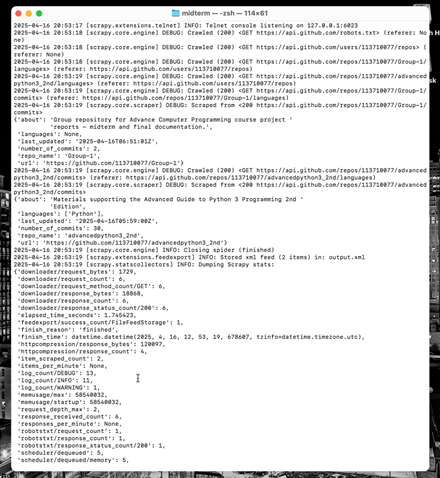 midterm — -zsh — 114×61
2025-04-16 20:53:17 [scrapy.extensions.telnet] INFO: Telnet console listening on 127.0.0.1:6023
2025-04-16 20:53:18 [scrapy.core.engine] DEBUG: Crawled (200) <GET https://api.github.com/robots.txt> (referer: No
ne)
2025-04-16 20:53:18 [scrapy.core.engine] DEBUG: Crawled (200) <GET https://api.github.com/users/113710077/repos> (
referer: None)
2025-04-16 20:53:18 [scrapy.core.engine] DEBUG: Crawled (200) <GET https://api.github.com/repos/113710077/Group-1/
languages> (referer: https://api.github.com/users/113710077/repos)
2025-04-16 20:53:19 [scrapy.core.engine] DEBUG: Crawled (200) <GET https://api.github.com/repos/113710077/advanced
python3_2nd/languages> (referer: https://api.github.com/users/113710077/repos)
2025-04-16 20:53:19 [scrapy.core.engine] DEBUG: Crawled (200) <GET https://api.github.com/repos/113710077/Group-1/
commits> (referer: https://api.github.com/repos/113710077/Group-1/languages)
2025-04-16 20:53:19 [scrapy.core.scraper] DEBUG: Scraped from <200 https://api.github.com/repos/113710077/Group-1/
commits>
{'about': 'Group repository for Advance Computer Programming course project '
'reports – midterm and final documentation.',
'languages': None,
'last_updated': '2025-04-16T06:51:01Z',
'number_of_commits': 2,
'repo_name': 'Group-1',
'url': 'https://github.com/113710077/Group-1'}
2025-04-16 20:53:19 [scrapy.core.engine] DEBUG: Crawled (200) <GET https://api.github.com/repos/113710077/advanced
python3_2nd/commits> (referer: https://api.github.com/repos/113710077/advancedpython3_2nd/languages)
2025-04-16 20:53:19 [scrapy.core.scraper] DEBUG: Scraped from <200 https://api.github.com/repos/113710077/advanced
python3_2nd/commits>
{'about': 'Materials supporting the Advanced Guide to Python 3 Programming 2nd '
'Edition',
'languages': ['Python'],
'last_updated': '2025-04-16T05:59:00Z',
'number_of_commits': 30,
'repo_name': 'advancedpython3_2nd',
'url': 'https://github.com/113710077/advancedpython3_2nd'}
2025-04-16 20:53:19 [scrapy.core.engine] INFO: Closing spider (finished)
2025-04-16 20:53:19 [scrapy.extensions.feedexport] INFO: Stored xml feed (2 items) in: output.xml
2025-04-16 20:53:19 [scrapy.statscollectors] INFO: Dumping Scrapy stats:
{'downloader/request_bytes': 1729,
'downloader/request_count': 6,
'downloader/request_method_count/GET': 6,
'downloader/response_bytes': 18868,
'downloader/response_count': 6,
'downloader/response_status_count/200': 6,
'elapsed_time_seconds': 1.745423,
'feedexport/success_count/FileFeedStorage': 1,
'finish_reason': 'finished',
'finish_time': datetime.datetime(2025, 4, 16, 12, 53, 19, 678607, tzinfo=datetime.timezone.utc),
'httpcompression/response_bytes': 120097,
'httpcompression/response_count': 4,
'item_scraped_count': 2,
'items_per_minute': None,
'log_count/DEBUG': 13,
'log_count/INFO': 11,
'log_count/WARNING': 1,
'memusage/max': 58540032,
'memusage/startup': 58540032,
'request_depth_max': 2,
'response_received_count': 6,
'responses_per_minute': None,
'robotstxt/request_count': 1,
'robotstxt/response_count': 1,
'robotstxt/response_status_count/200': 1,
'scheduler/dequeued': 5,
'scheduler/dequeued/memory': 5,